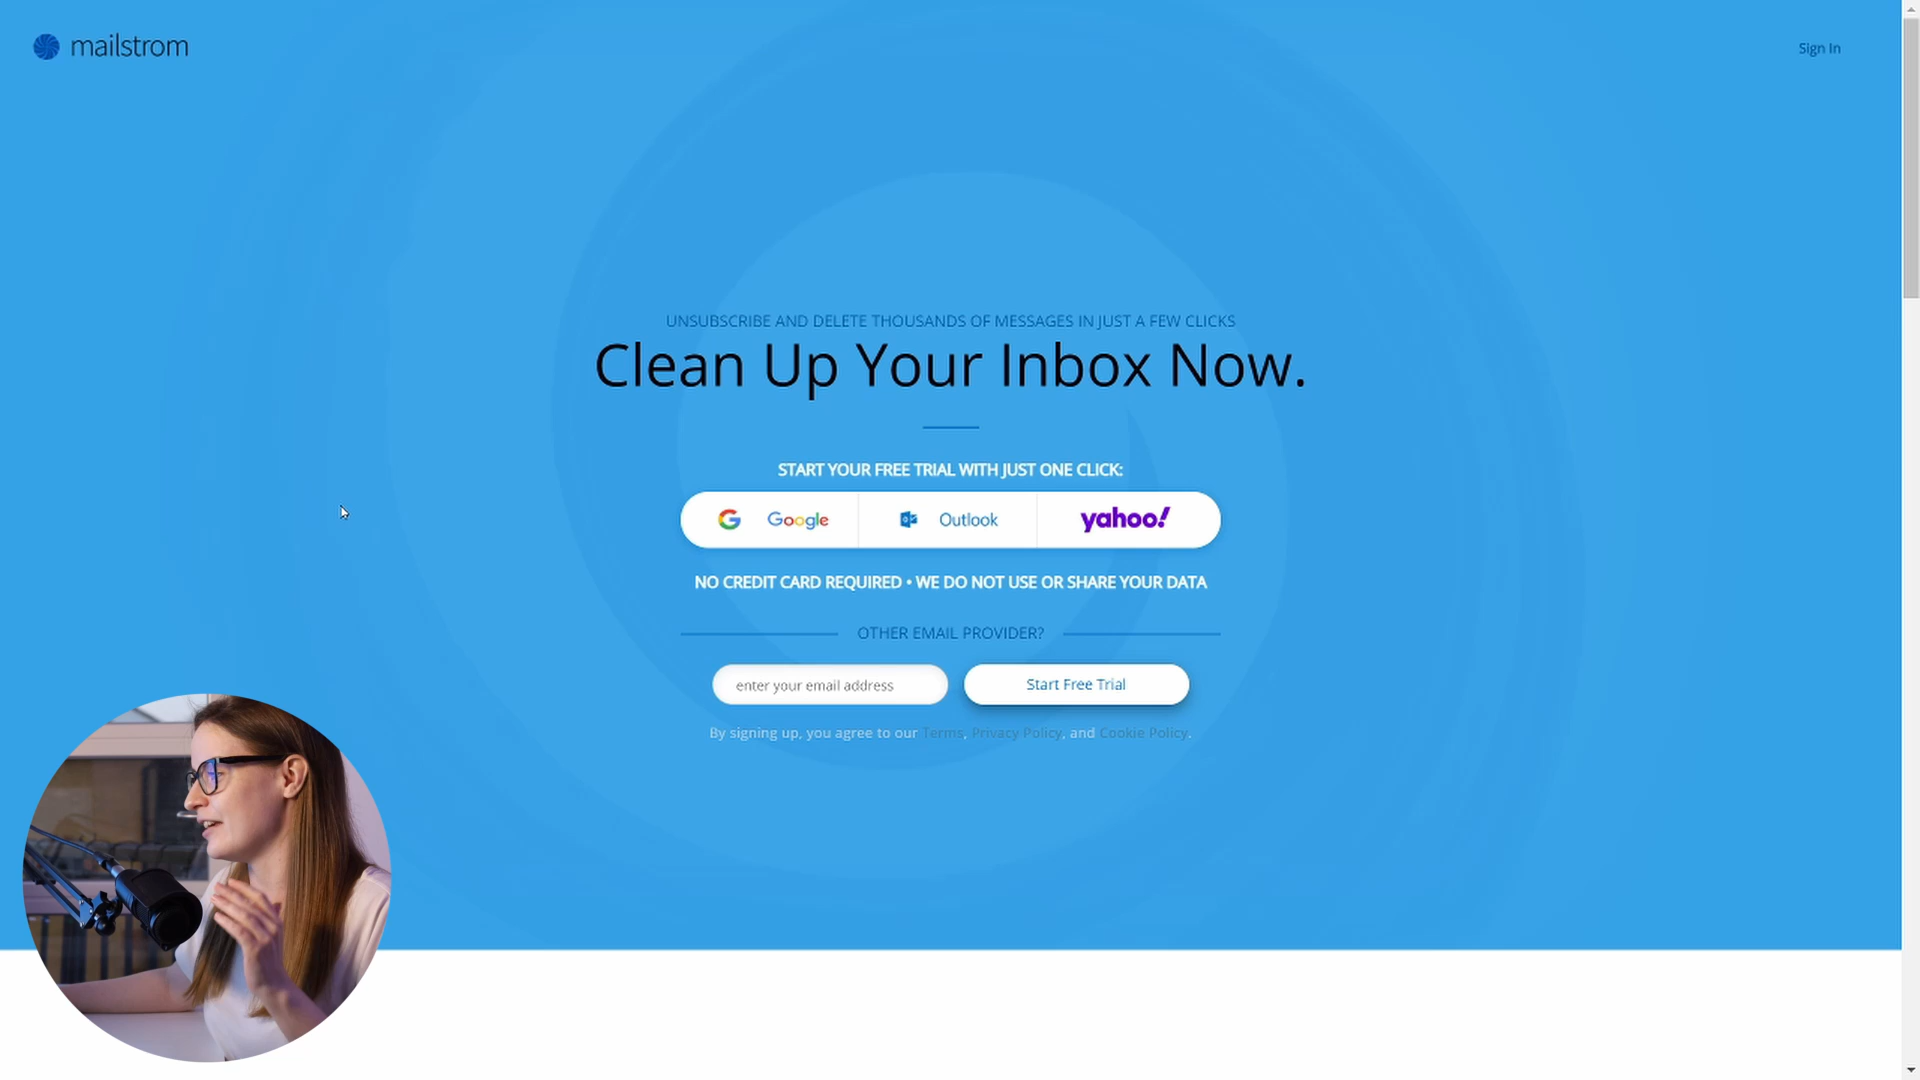 mailstrom
Sign In
UNSUBSCRIBE AND DELETE THOUSANDS OF MESSAGES IN JUST A FEW CLICKS
Clean Up Your Inbox Now.
START YOUR FREE TRIAL WITH JUST ONE CLICK:
Google Outlook yahoo!
NO CREDIT CARD REQUIRED • WE DO NOT USE OR SHARE YOUR DATA
OTHER EMAIL PROVIDER?
enter your email address Start Free Trial
By signing up, you agree to our Terms, Privacy Policy, and Cookie Policy.